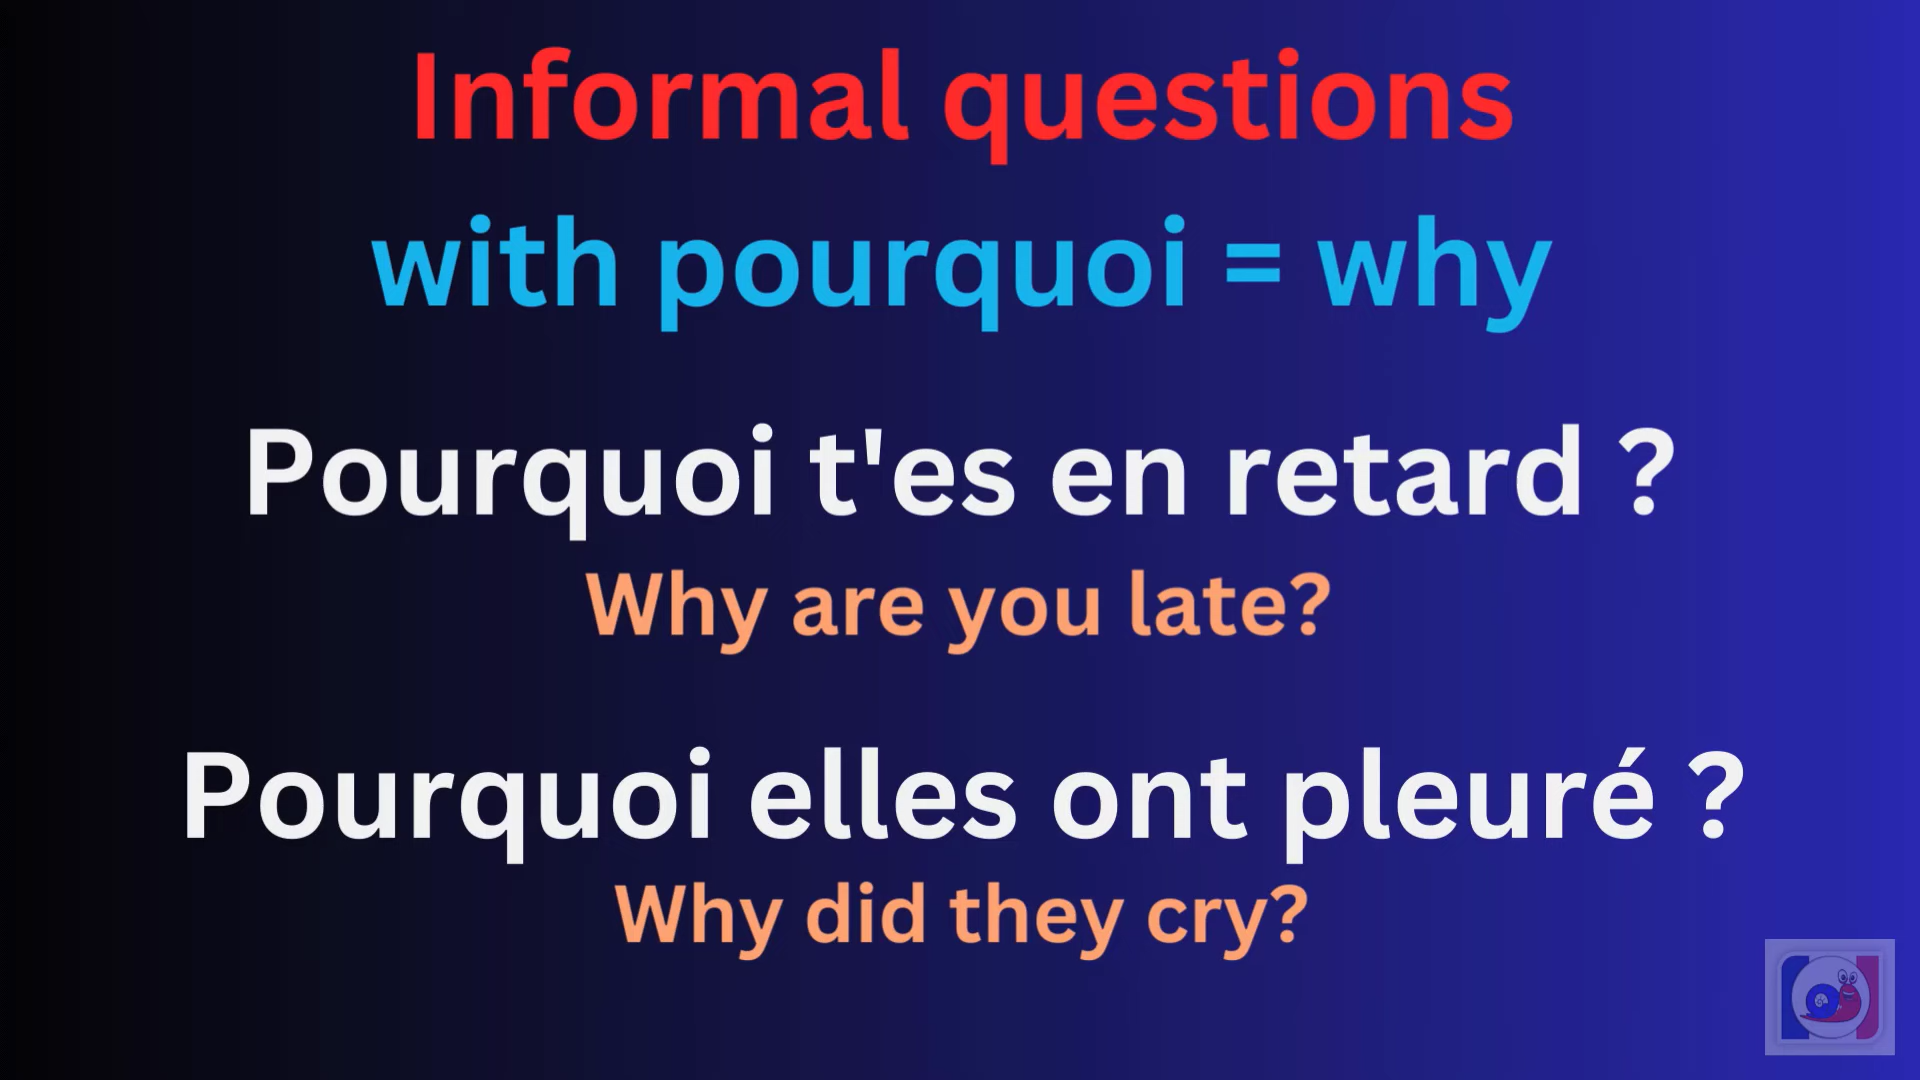 Informal questions
with pourquoi = why
Pourquoi t'es en retard ?
Why are you late?
Pourquoi elles ont pleuré ?
Why did they cry?